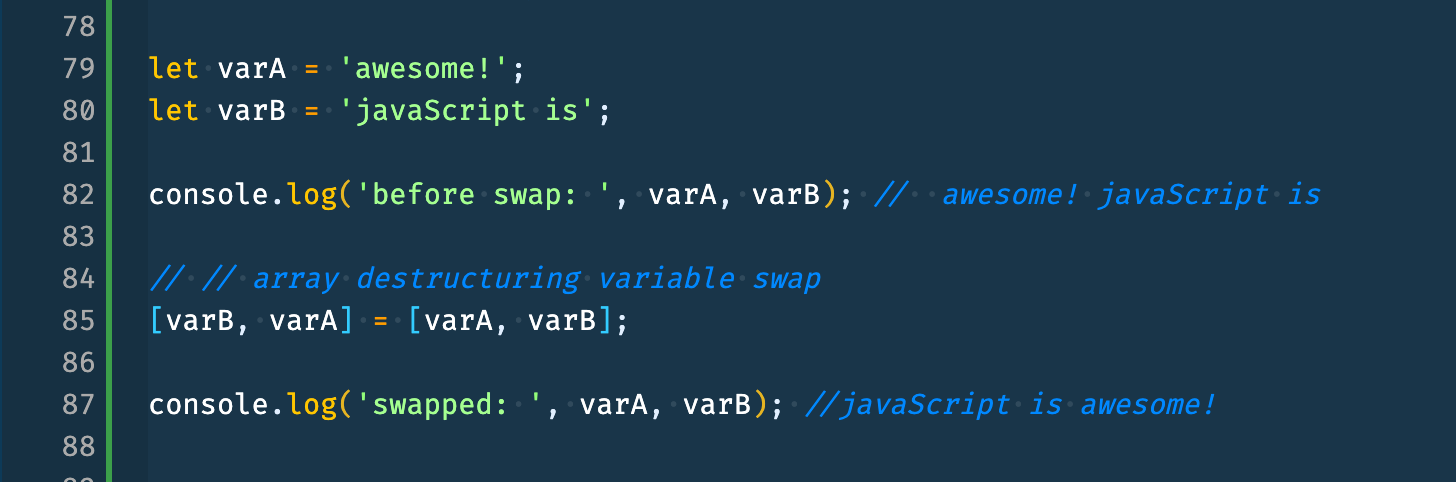 78
79 let varA = 'awesome!';
80 let varB = 'javaScript is';
81
82 console.log('before swap: ', varA, varB); //  awesome! javaScript is
83
84 // // array destructuring variable swap
85 [varB, varA] = [varA, varB];
86
87 console.log('swapped: ', varA, varB); //javaScript is awesome!
88